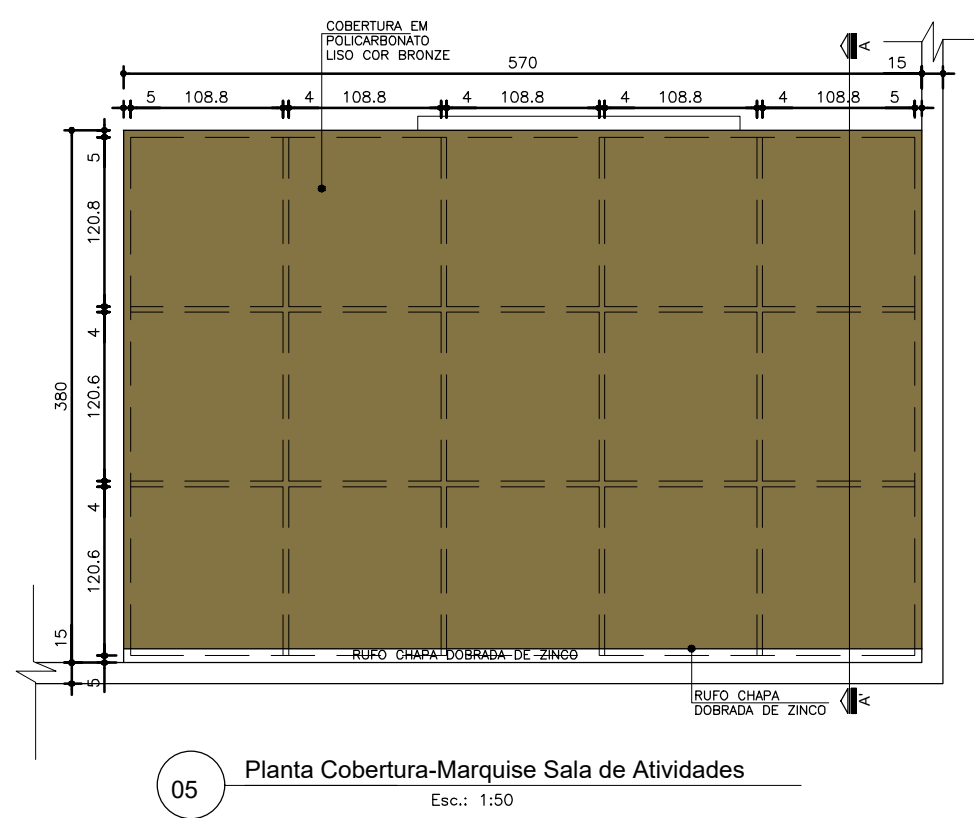 COBERTURA EM
POLICARBONATO
LISO COR BRONZE
A
570
15
5 108.8 4 108.8 4 108.8 4 108.8 4 108.8 5
5
120.8
4
120.6
4
120.6
5
380
15
RUFO CHAPA DOBRADA DE ZINCO
RUFO CHAPA
DOBRADA DE ZINCO
A'
05
Planta Cobertura-Marquise Sala de Atividades
Esc.: 1:50